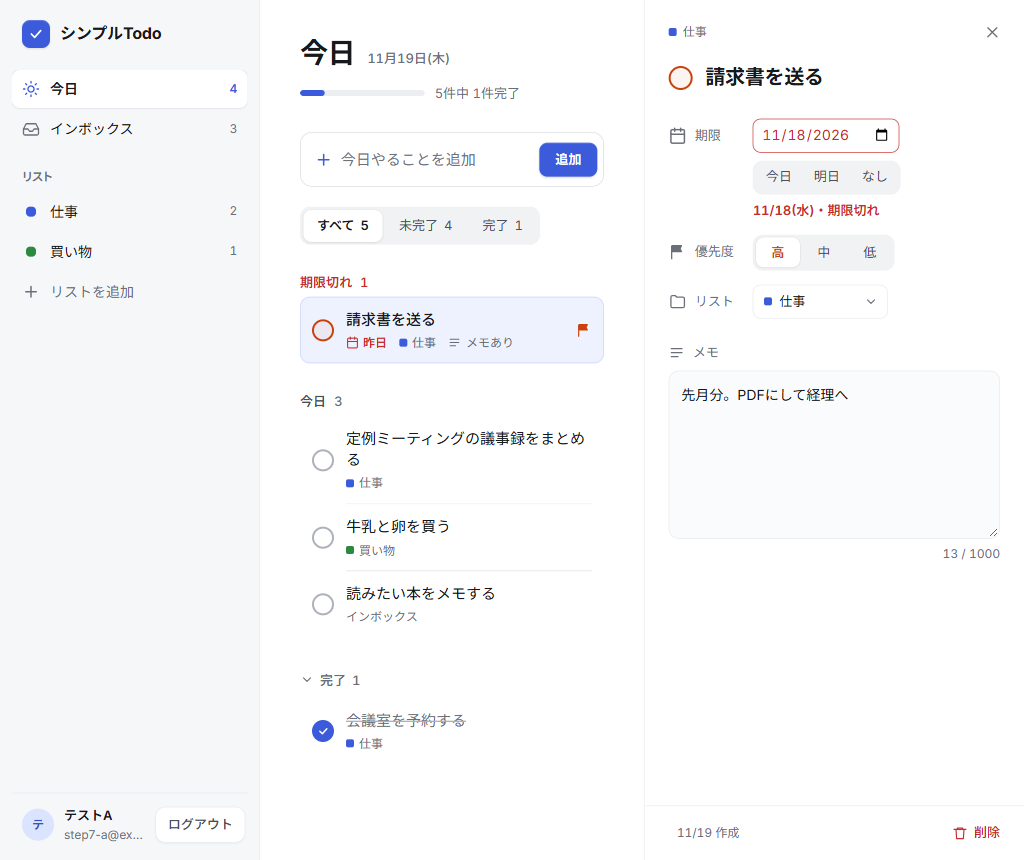 シンプルTodo
今日 4
インボックス 3
リスト
仕事 2
買い物 1
リストを追加
テ
テストA
step7-a@ex...
ログアウト
今日 11月19日(木)
5件中 1件完了
今日やることを追加 追加
すべて 5 未完了 4 完了 1
期限切れ 1
請求書を送る
昨日 仕事 メモあり
今日 3
定例ミーティングの議事録をまとめ
る
仕事
牛乳と卵を買う
買い物
読みたい本をメモする
インボックス
完了 1
会議室を予約する
仕事
仕事
請求書を送る
期限 11/18/2026
今日 明日 なし
11/18(水)・期限切れ
優先度 高 中 低
リスト 仕事
メモ
先月分。PDFにして経理へ
13 / 1000
11/19 作成 削除